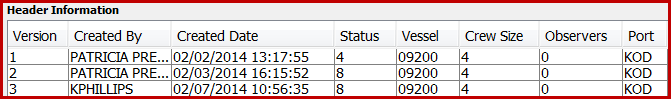 Header Information
Version Created By Created Date Status Vessel Crew Size Observers Port
1 PATRICIA PRE... 02/02/2014 13:17:55 4 09200 4 0 KOD
2 PATRICIA PRE... 02/03/2014 16:15:52 8 09200 4 0 KOD
3 KPHILLIPS 02/07/2014 10:56:35 8 09200 4 0 KOD